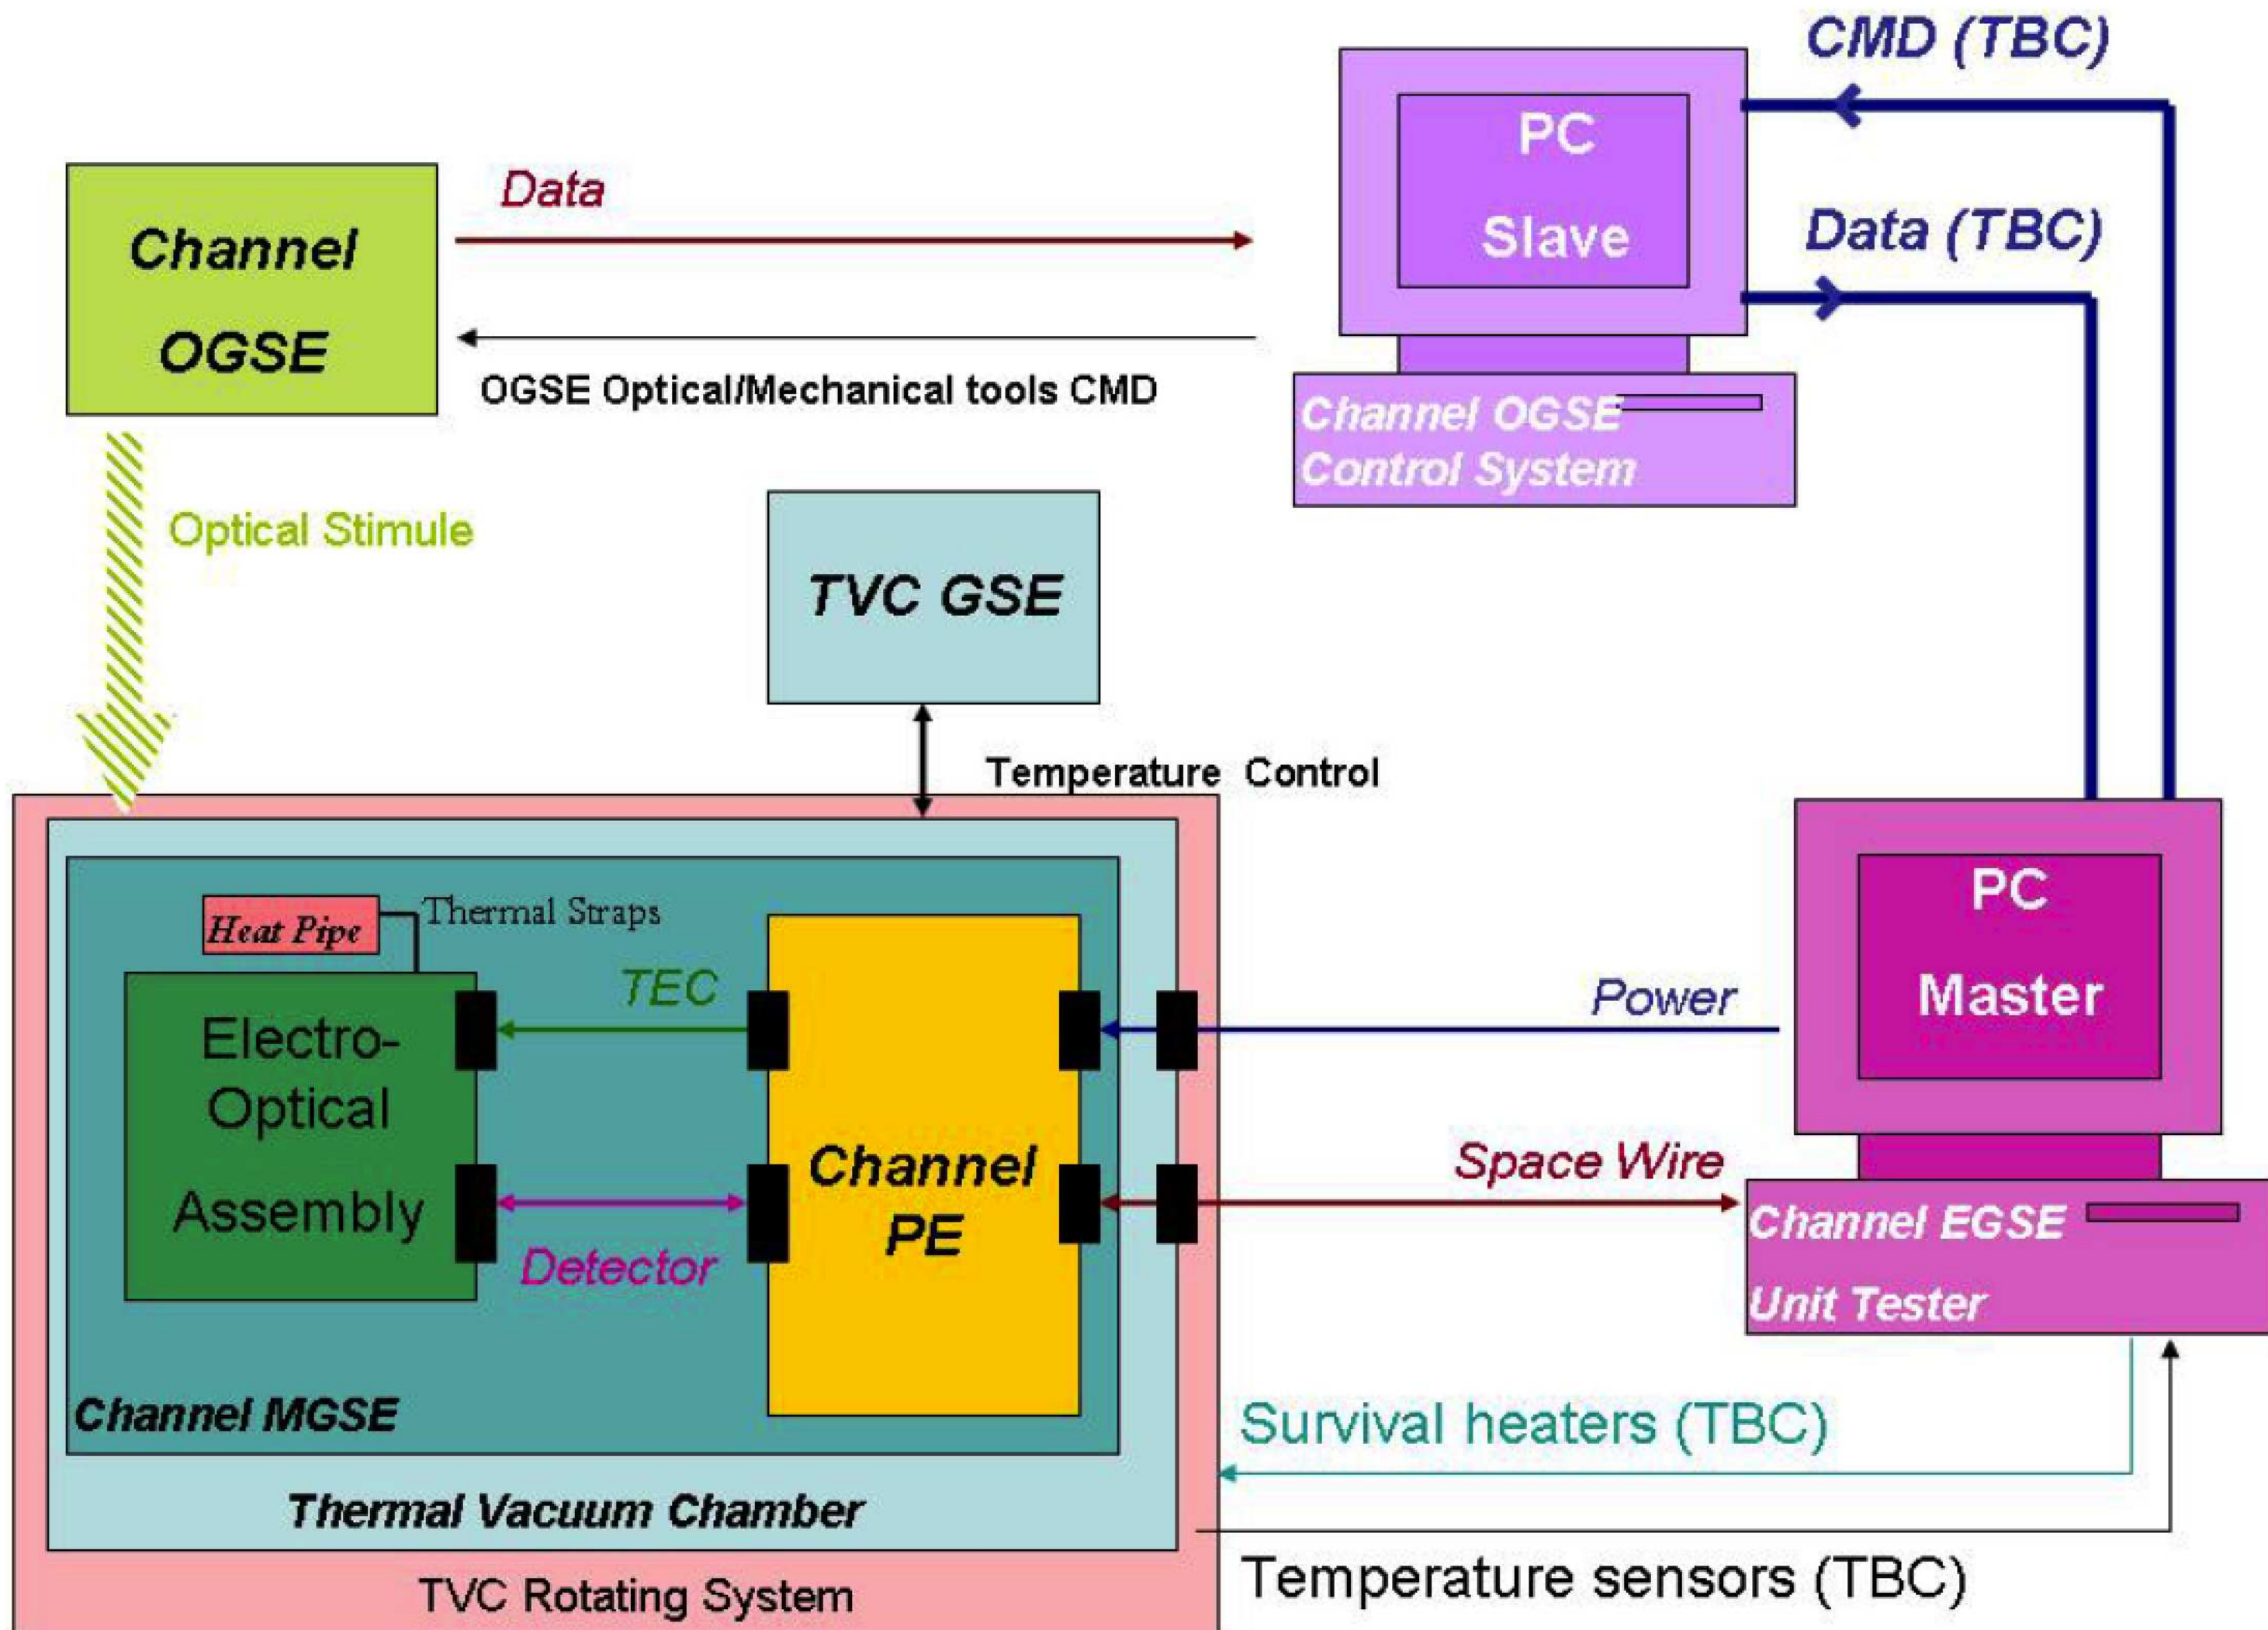 CMD (TBC)
PC
Slave
Data
Data (TBC)
Channel
OGSE
OGSE Optical/Mechanical tools CMD
Channel OGSE
Control System
Optical Stimule
TVC GSE
Temperature Control
Heat Pipe
Thermal Straps
PC
Master
TEC
Power
Electro-
Optical
Assembly
Channel
PE
Space Wire
Detector
Channel EGSE
Unit Tester
Channel MGSE
Survival heaters (TBC)
Thermal Vacuum Chamber
Temperature sensors (TBC)
TVC Rotating System